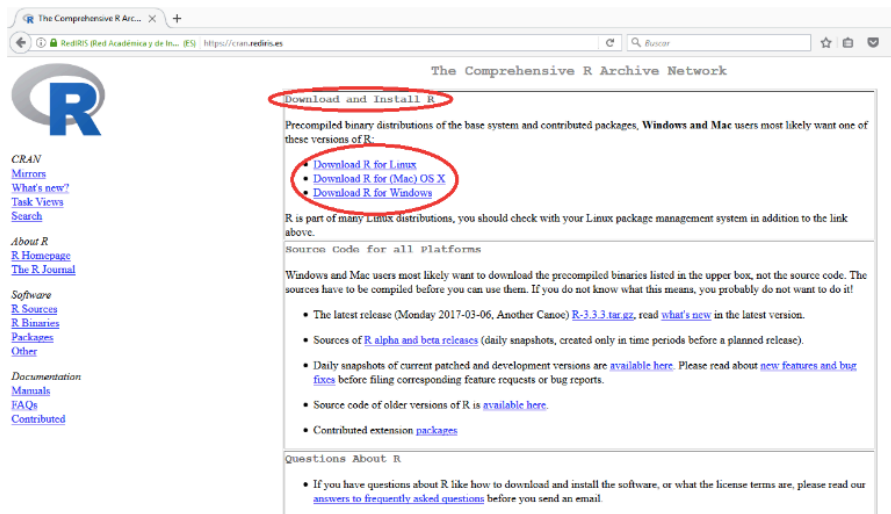 The Comprehensive R Arc...
RedIRIS (Red Académica y de In... (ES) https://cran.rediris.es
Buscar
R
The Comprehensive R Archive Network
CRAN
Mirrors
What's new?
Task Views
Search
About R
R Homepage
The R Journal
Software
R Sources
R Binaries
Packages
Other
Documentation
Manuals
FAQs
Contributed
Download and Install R
Precompiled binary distributions of the base system and contributed packages, Windows and Mac users most likely want one of
these versions of R:
• Download R for Linux
• Download R for (Mac) OS X
• Download R for Windows
R is part of many Linux distributions, you should check with your Linux package management system in addition to the link
above.
Source Code for all Platforms
Windows and Mac users most likely want to download the precompiled binaries listed in the upper box, not the source code. The
sources have to be compiled before you can use them. If you do not know what this means, you probably do not want to do it!
• The latest release (Monday 2017-03-06, Another Canoe) R-3.3.3.tar.gz, read what's new in the latest version.
• Sources of R alpha and beta releases (daily snapshots, created only in time periods before a planned release).
• Daily snapshots of current patched and development versions are available here. Please read about new features and bug
fixes before filing corresponding feature requests or bug reports.
• Source code of older versions of R is available here.
• Contributed extension packages
Questions About R
• If you have questions about R like how to download and install the software, or what the license terms are, please read our
answers to frequently asked questions before you send an email.